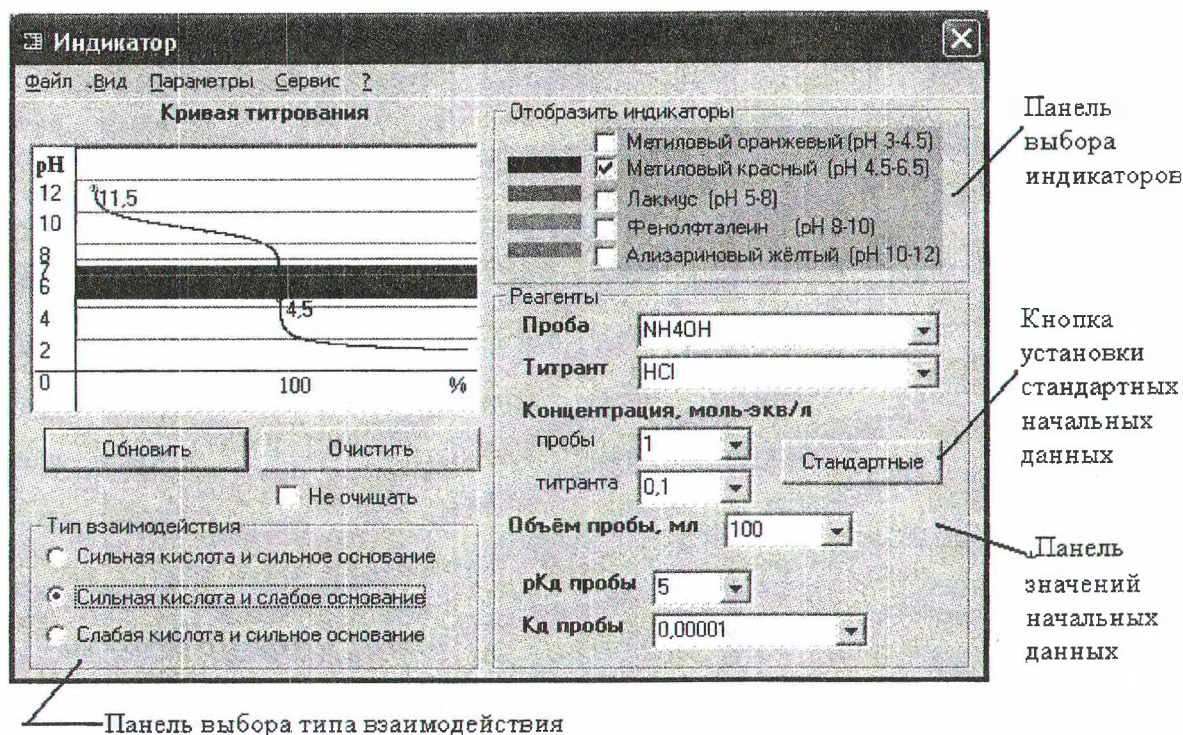 Индикатор
Файл Вид Параметры Сервис ?
Кривая титрования
pH
12
10
8
7
6
4
2
0
11,5
4,5
100
%
Обновить
Очистить
Не очищать
Тип взаимодействия
Сильная кислота и сильное основание
Сильная кислота и слабое основание
Слабая кислота и сильное основание
Отобразить индикаторы
Метиловый оранжевый (pH 3-4.5)
Метиловый красный (pH 4.5-6.5)
Лакмус (pH 5-8)
Фенолфталеин (pH 8-10)
Ализариновый жёлтый (pH 10-12)
Реагенты
Проба
NH4OH
Титрант
HCl
Концентрация, моль-экв/л
пробы
1
титранта
0,1
Стандартные
Объём пробы, мл
100
pKд пробы
5
Kд пробы
0,00001
Панель
выбора
индикаторов
Кнопка
установки
стандартных
начальных
данных
Панель
значений
начальных
данных
Панель выбора типа взаимодействия